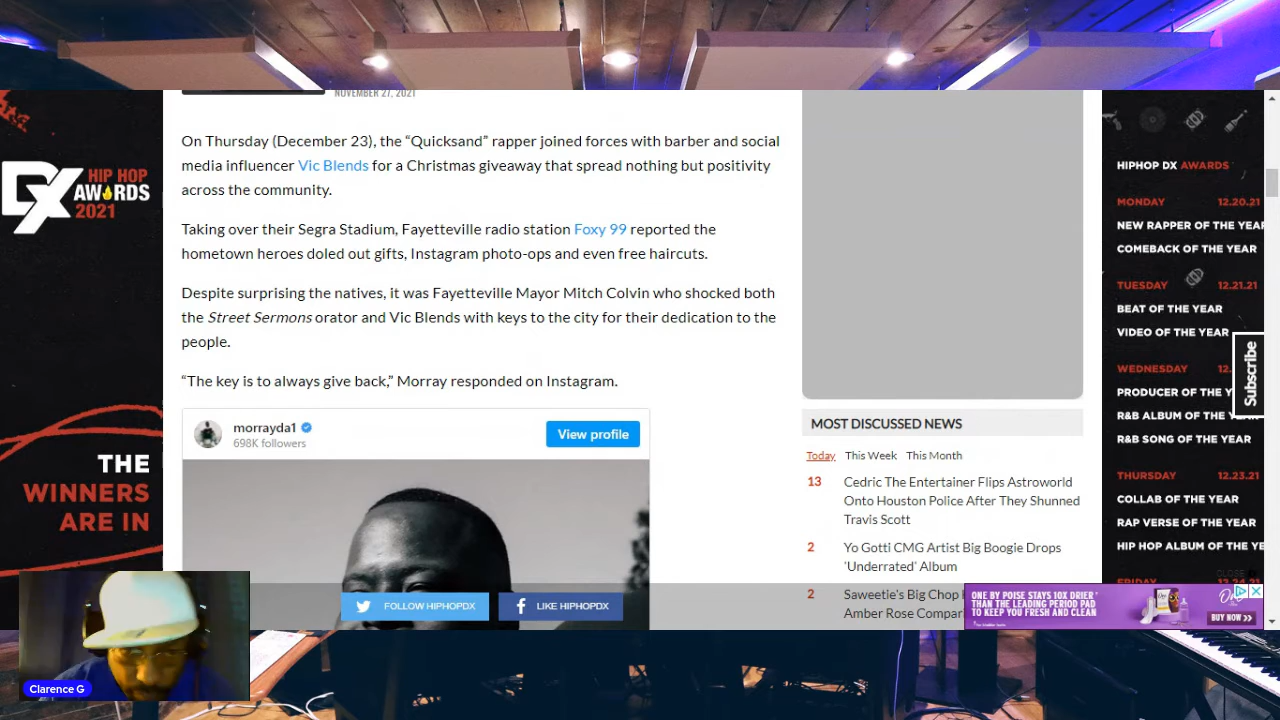 NOVEMBER 27, 2021
On Thursday (December 23), the “Quicksand” rapper joined forces with barber and social
media influencer Vic Blends for a Christmas giveaway that spread nothing but positivity
across the community.
Taking over their Segra Stadium, Fayetteville radio station Foxy 99 reported the
hometown heroes doled out gifts, Instagram photo-ops and even free haircuts.
Despite surprising the natives, it was Fayetteville Mayor Mitch Colvin who shocked both
the Street Sermons orator and Vic Blends with keys to the city for their dedication to the
people.
“The key is to always give back,” Morray responded on Instagram.
morrayda1
698K followers
View profile
FOLLOW HIPHOPDX
LIKE HIPHOPDX
DX HIP HOP
AWARDS
2021
THE
WINNERS
ARE IN
Clarence G
MOST DISCUSSED NEWS
Today This Week This Month
13 Cedric The Entertainer Flips Astroworld
Onto Houston Police After They Shunned
Travis Scott
2 Yo Gotti CMG Artist Big Boogie Drops
'Underrated' Album
2 Saweetie's Big Chop
Amber Rose
HIPHOP DX AWARDS
MONDAY 12.20.21
NEW RAPPER OF THE YEAR
COMEBACK OF THE YEAR
TUESDAY 12.21.21
BEAT OF THE YEAR
VIDEO OF THE YEAR
WEDNESDAY 12.
PRODUCER OF THE Y
R&B ALBUM OF THE
R&B SONG OF THE YEAR
THURSDAY 12.23.21
COLLAB OF THE YEAR
RAP VERSE OF THE YEAR
HIP HOP ALBUM OF THE YE
FRIDAY 12.24.21
Subscribe
CLOSE
ONE BY POISE STAYS 10X DRIER*
THAN THE LEADING PERIOD PAD
TO KEEP YOU FRESH AND CLEAN
BUY NOW >>